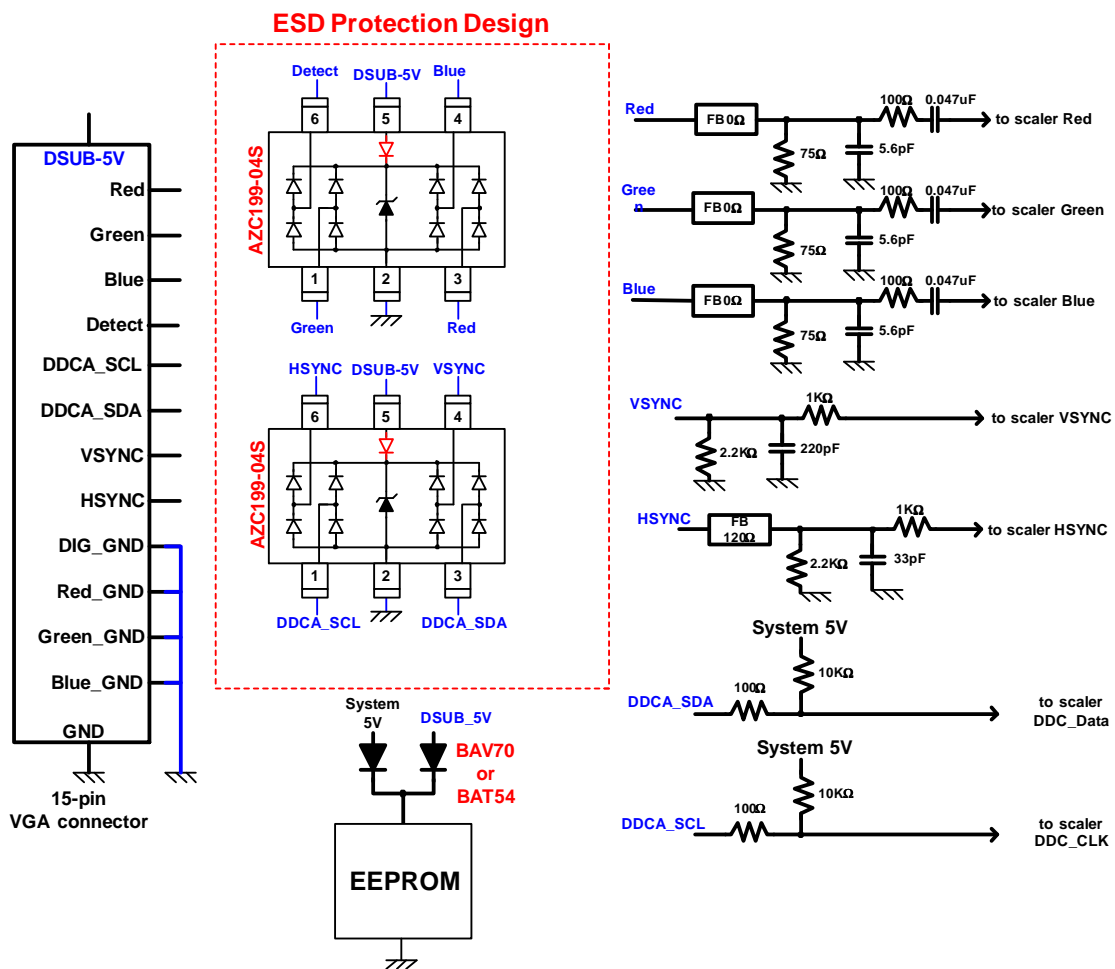 ESD Protection Design
DSUB-5V
Red
Green
Blue
Detect
DDCA_SCL
DDCA_SDA
VSYNC
HSYNC
DIG_GND
Red_GND
Green_GND
Blue_GND
GND
15-pin
VGA connector
Detect
DSUB-5V
Blue
6
5
4
AZC199-04S
1
2
3
Green
Red
HSYNC
DSUB-5V
VSYNC
6
5
4
AZC199-04S
1
2
3
DDCA_SCL
DDCA_SDA
System
5V
DSUB_5V
BAV70
or
BAT54
EEPROM
Red
FB0Ω
100Ω
0.047uF
to scaler Red
75Ω
5.6pF
Gree
n
FB0Ω
100Ω
0.047uF
to scaler Green
75Ω
5.6pF
Blue
FB0Ω
100Ω
0.047uF
to scaler Blue
75Ω
5.6pF
VSYNC
1KΩ
to scaler VSYNC
2.2KΩ
220pF
HSYNC
FB
120Ω
1KΩ
to scaler HSYNC
2.2KΩ
33pF
System 5V
10KΩ
DDCA_SDA
100Ω
to scaler
DDC_Data
System 5V
10KΩ
DDCA_SCL
100Ω
to scaler
DDC_CLK